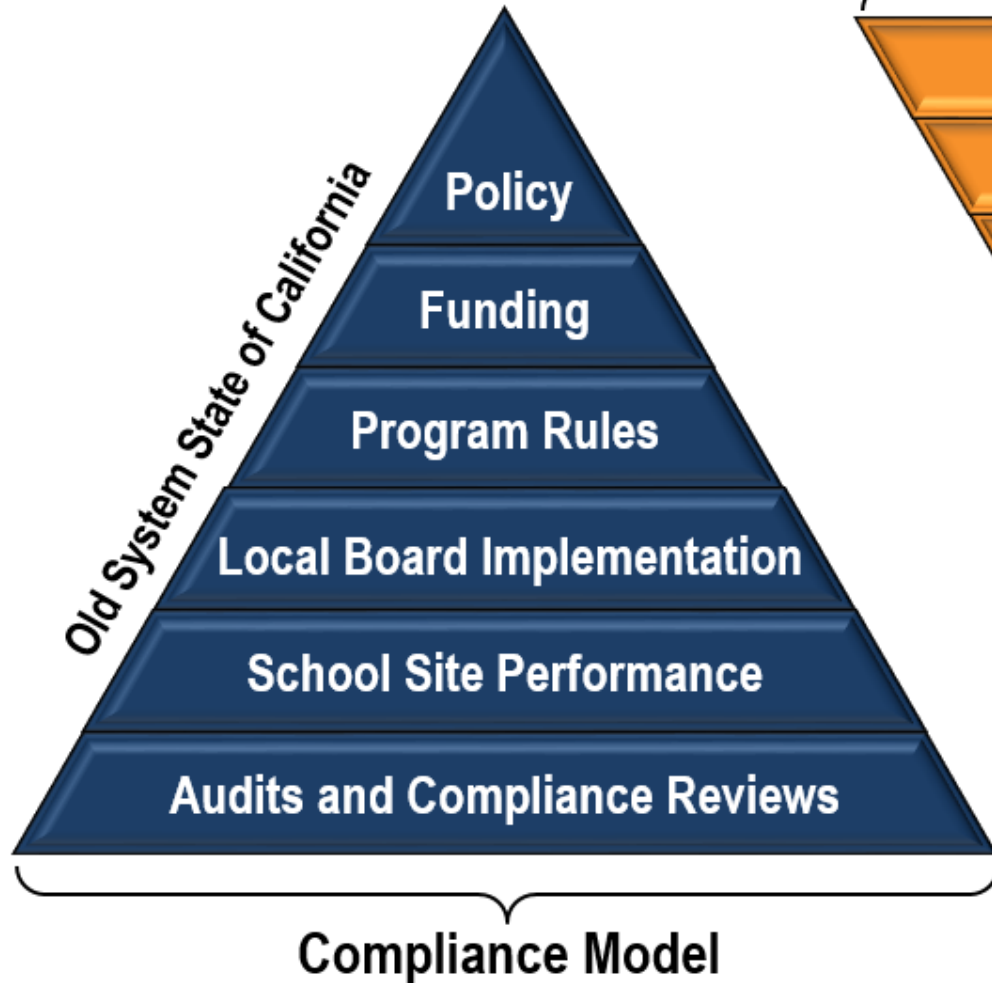 Old System State of California
Policy
Funding
Program Rules
Local Board Implementation
School Site Performance
Audits and Compliance Reviews
Compliance Model